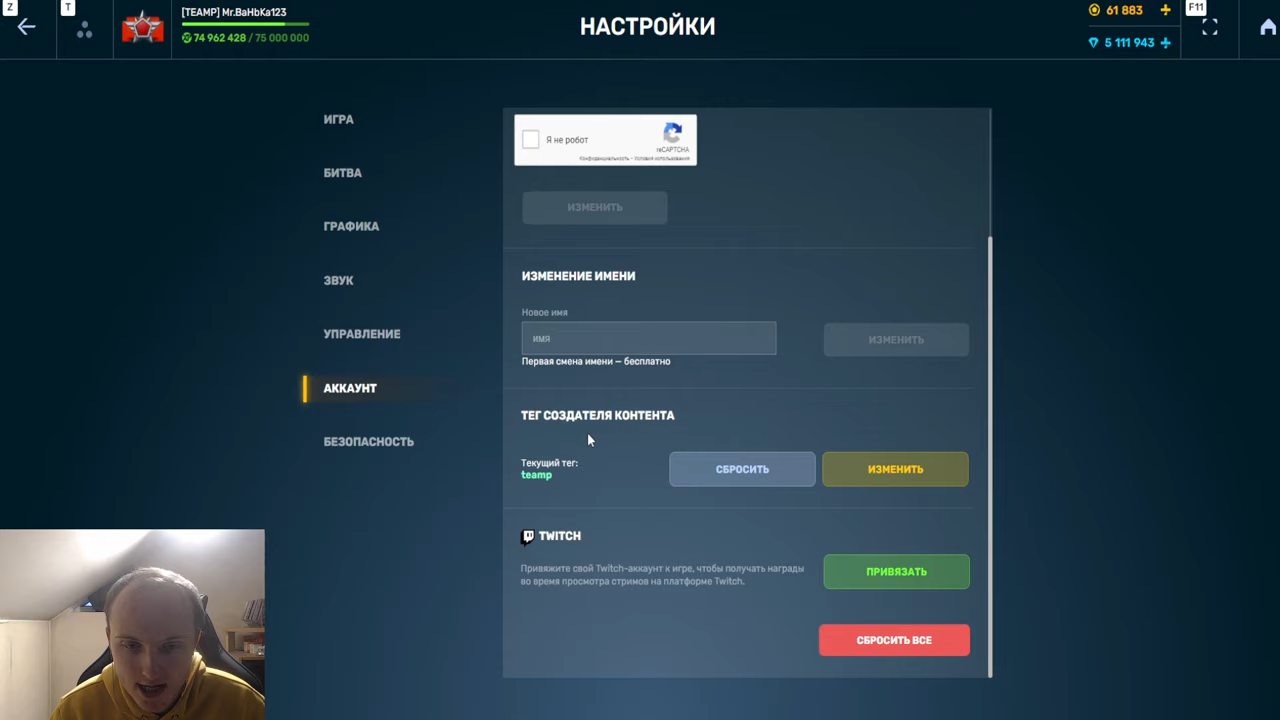 Z
T
[TEAMP] Mr.BaHbKa123
74 962 428 / 75 000 000
НАСТРОЙКИ
61 883
5 111 943
F11
ИГРА
БИТВА
ГРАФИКА
ЗВУК
УПРАВЛЕНИЕ
АККАУНТ
БЕЗОПАСНОСТЬ
Я не робот
reCAPTCHA
Конфиденциальность - Условия использования
ИЗМЕНИТЬ
ИЗМЕНЕНИЕ ИМЕНИ
Новое имя
имя
ИЗМЕНИТЬ
Первая смена имени — бесплатно
ТЕГ СОЗДАТЕЛЯ КОНТЕНТА
Текущий тег:
teamp
СБРОСИТЬ
ИЗМЕНИТЬ
TWITCH
Привяжите свой Twitch-аккаунт к игре, чтобы получать награды
во время просмотра стримов на платформе Twitch.
ПРИВЯЗАТЬ
СБРОСИТЬ ВСЕ